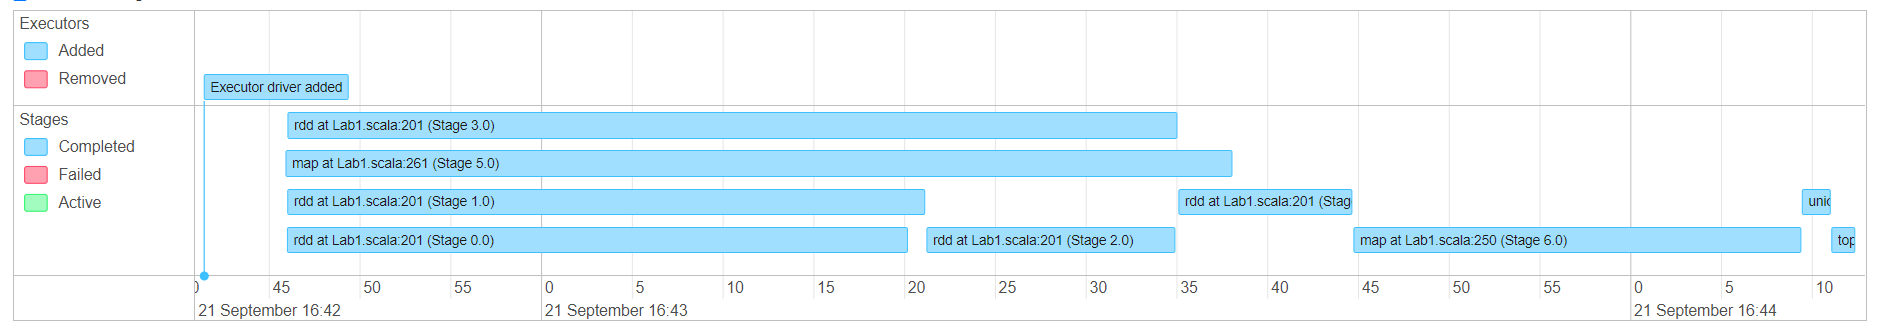 Executors
Added
Removed
Executor driver added
Stages
Completed
Failed
Active
rdd at Lab1.scala:201 (Stage 3.0)
map at Lab1.scala:261 (Stage 5.0)
rdd at Lab1.scala:201 (Stage 1.0)
rdd at Lab1.scala:201 (Stag
unic
rdd at Lab1.scala:201 (Stage 0.0)
rdd at Lab1.scala:201 (Stage 2.0)
map at Lab1.scala:250 (Stage 6.0)
top
0 45 50 55 0 5 10 15 20 25 30 35 40 45 50 55 0 5 10
21 September 16:42 21 September 16:43 21 September 16:44